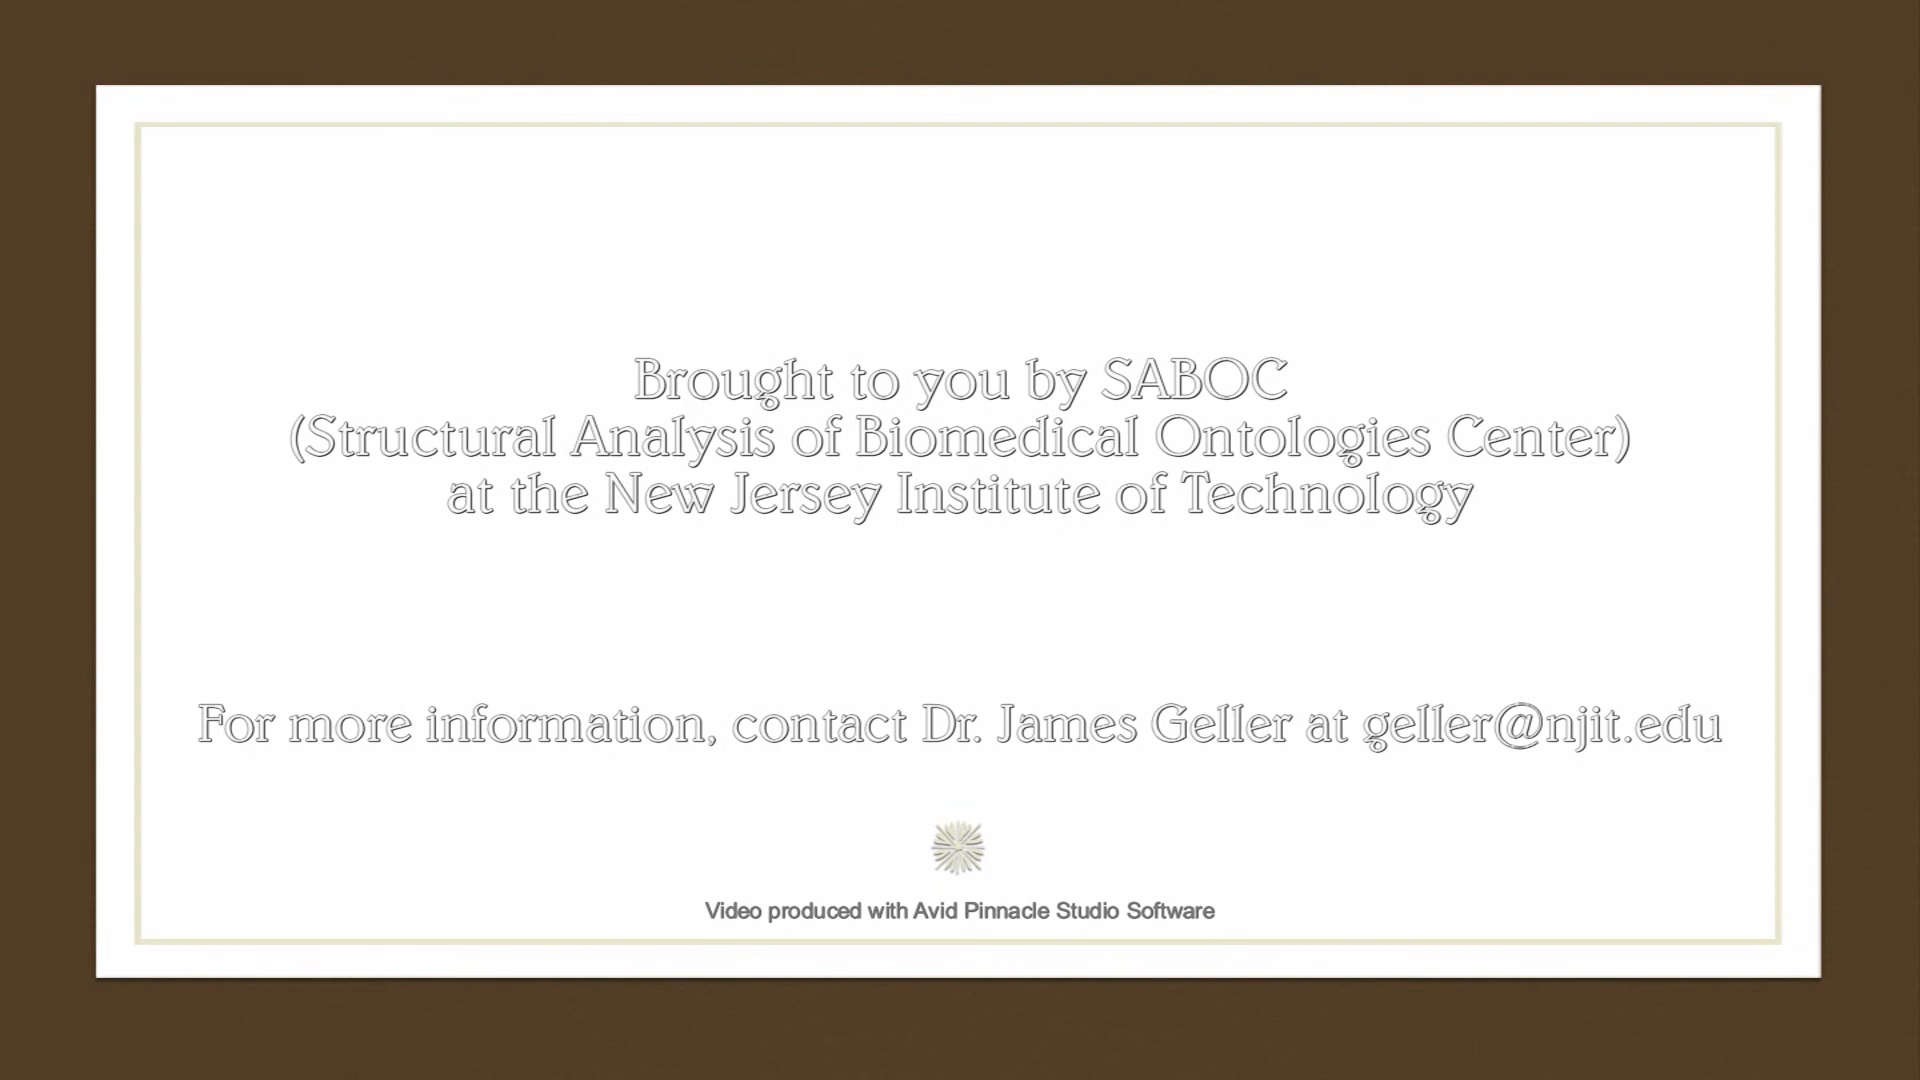 Brought to you by SABOC
(Structural Analysis of Biomedical Ontologies Center)
at the New Jersey Institute of Technology
For more information, contact Dr. James Geller at geller@njit.edu
Video produced with Avid Pinnacle Studio Software